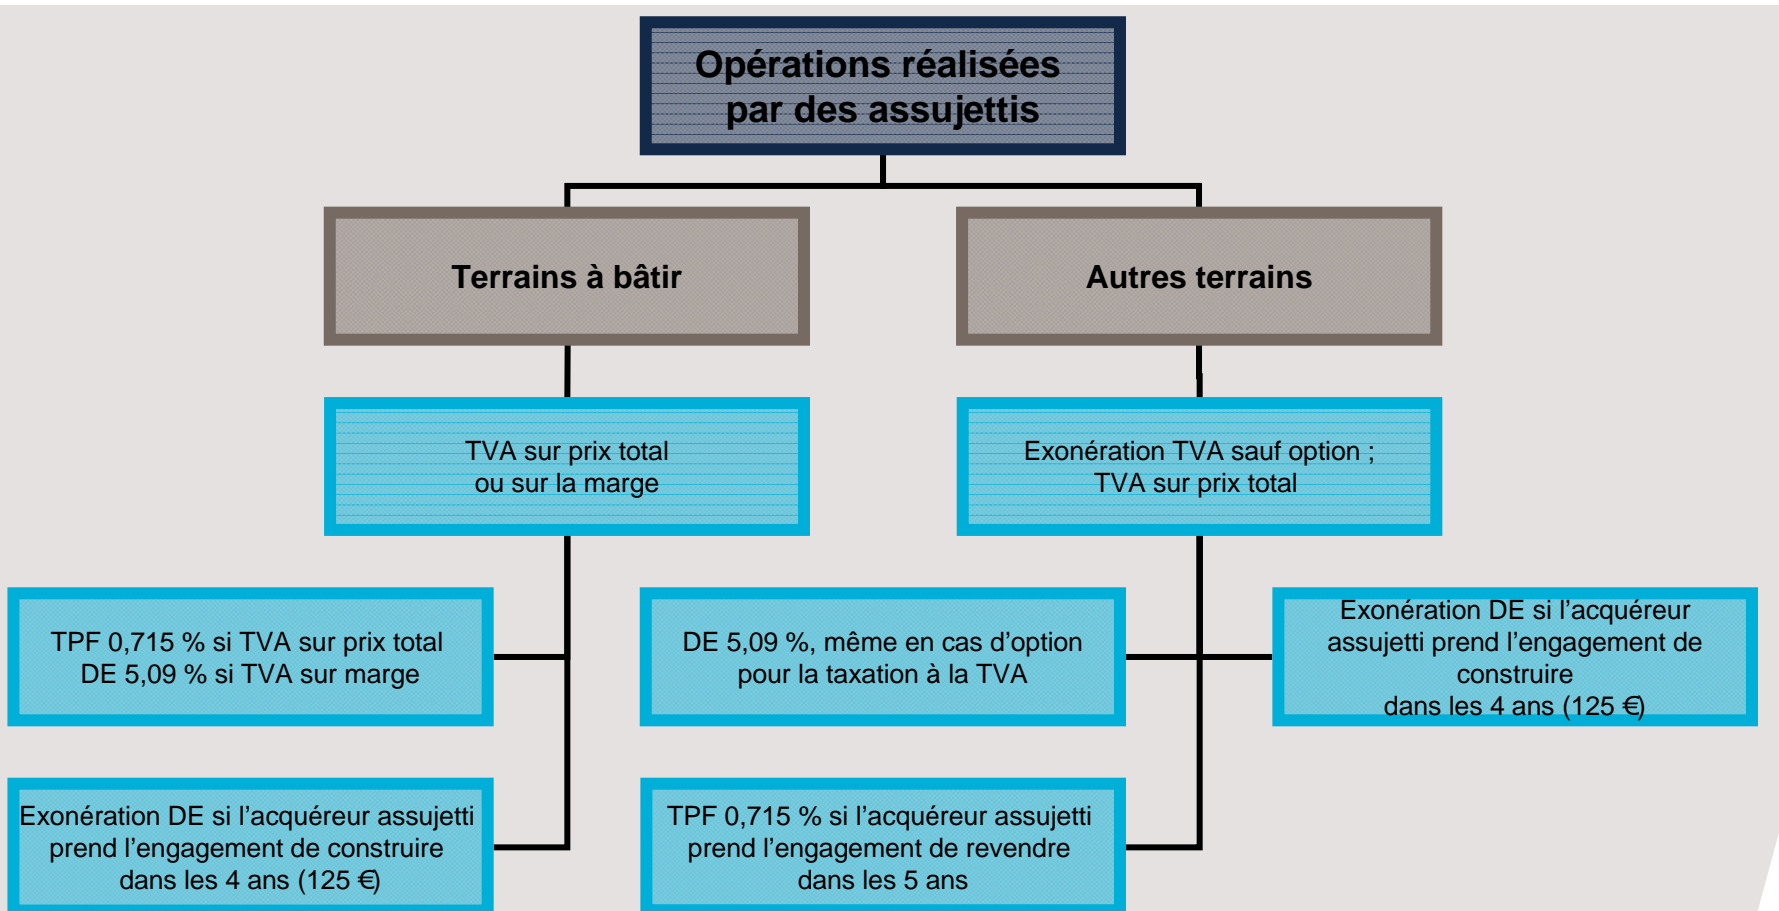 Opérations réalisées
par des assujettis
Terrains à bâtir
Autres terrains
TVA sur prix total
ou sur la marge
Exonération TVA sauf option ;
TVA sur prix total
TPF 0,715 % si TVA sur prix total
DE 5,09 % si TVA sur marge
DE 5,09 %, même en cas d’option
pour la taxation à la TVA
Exonération DE si l’acquéreur
assujetti prend l’engagement de
construire
dans les 4 ans (125 €)
Exonération DE si l’acquéreur assujetti
prend l’engagement de construire
dans les 4 ans (125 €)
TPF 0,715 % si l’acquéreur assujetti
prend l’engagement de revendre
dans les 5 ans